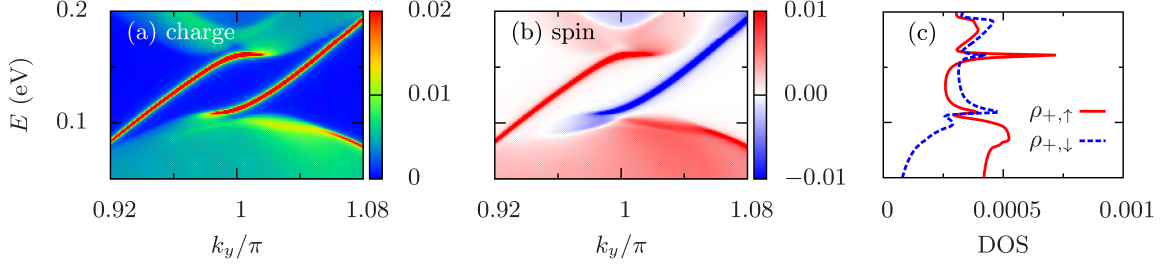 0.2
(a) charge
0.02
(b) spin
0.01
(c)
E (eV)
0.1
0.01
0.00
ρ+,↑
ρ+,↓
0
−0.01
0.92
1
1.08
0.92
1
1.08
0
0.0005
0.001
ky/π
ky/π
DOS